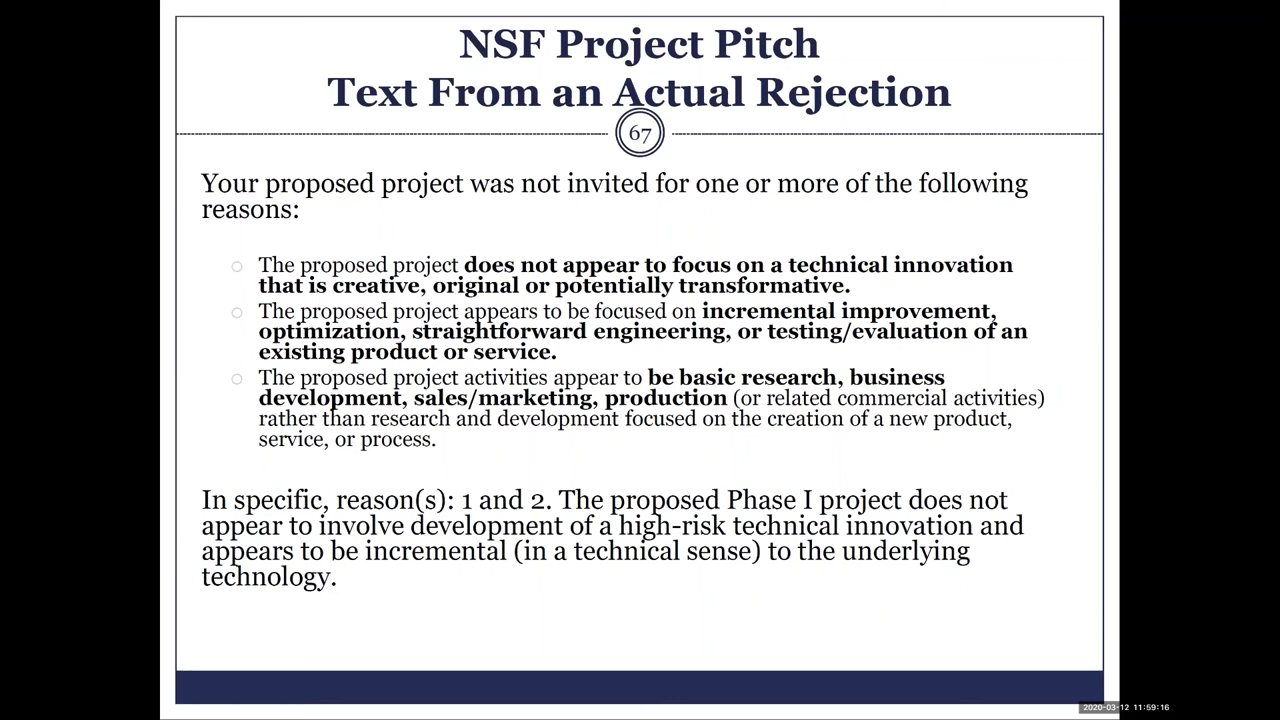 NSF Project Pitch
Text From an Actual Rejection
67
Your proposed project was not invited for one or more of the following
reasons:
The proposed project does not appear to focus on a technical innovation
that is creative, original or potentially transformative.
The proposed project appears to be focused on incremental improvement,
optimization, straightforward engineering, or testing/evaluation of an
existing product or service.
The proposed project activities appear to be basic research, business
development, sales/marketing, production (or related commercial activities)
rather than research and development focused on the creation of a new product,
service, or process.
In specific, reason(s): 1 and 2. The proposed Phase I project does not
appear to involve development of a high-risk technical innovation and
appears to be incremental (in a technical sense) to the underlying
technology.
2020-03-12 11:59:16